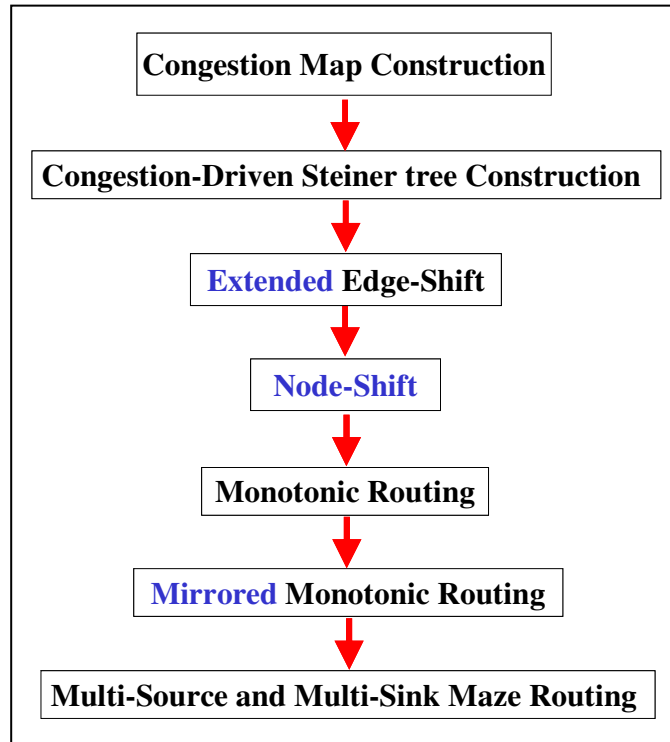 Congestion Map Construction
Congestion-Driven Steiner tree Construction
Extended Edge-Shift
Node-Shift
Monotonic Routing
Mirrored Monotonic Routing
Multi-Source and Multi-Sink Maze Routing